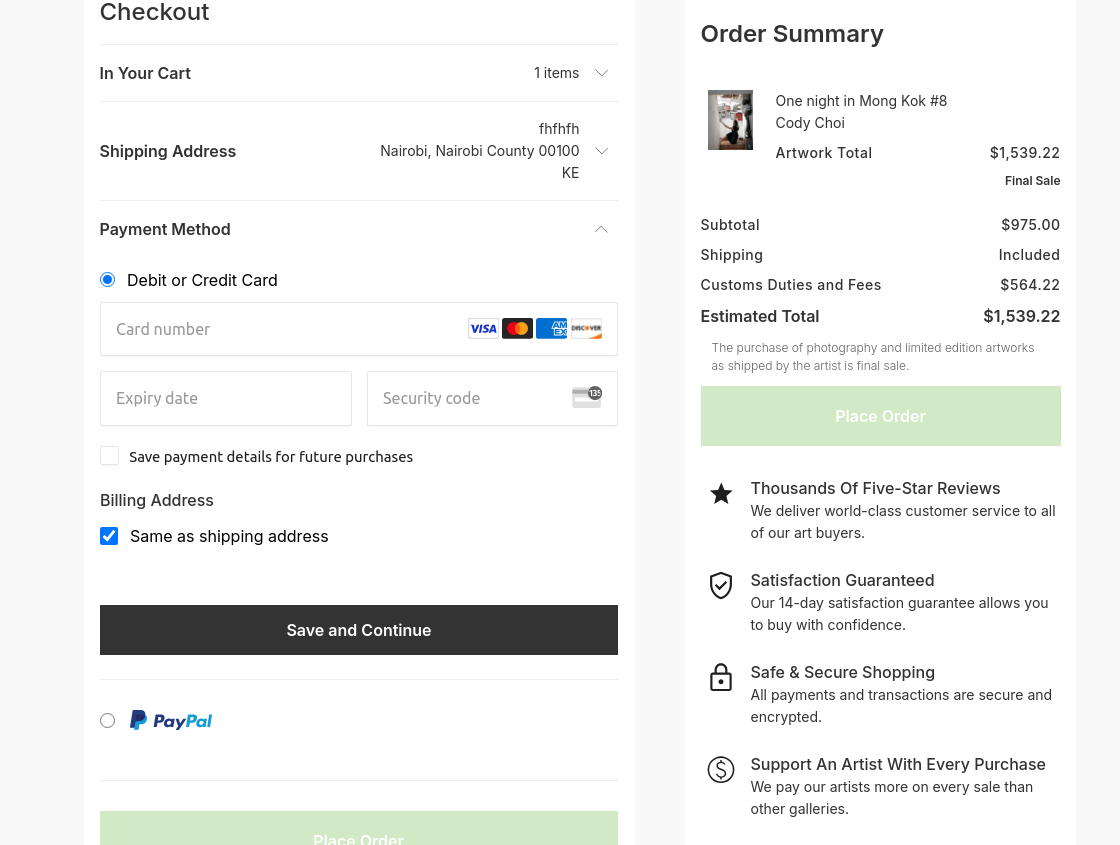 Checkout
In Your Cart
1 items
Shipping Address
fhfhfh
Nairobi, Nairobi County 00100
KE
Payment Method
Debit or Credit Card
Card number
VISA
AM
EX
DISCOVER
Expiry date
Security code
135
Save payment details for future purchases
Billing Address
Same as shipping address
Save and Continue
PayPal
Place Order
Order Summary
One night in Mong Kok #8
Cody Choi
Artwork Total $1,539.22
Final Sale
Subtotal $975.00
Shipping Included
Customs Duties and Fees $564.22
Estimated Total $1,539.22
The purchase of photography and limited edition artworks
as shipped by the artist is final sale.
Place Order
Thousands Of Five-Star Reviews
We deliver world-class customer service to all
of our art buyers.
Satisfaction Guaranteed
Our 14-day satisfaction guarantee allows you
to buy with confidence.
Safe & Secure Shopping
All payments and transactions are secure and
encrypted.
Support An Artist With Every Purchase
We pay our artists more on every sale than
other galleries.